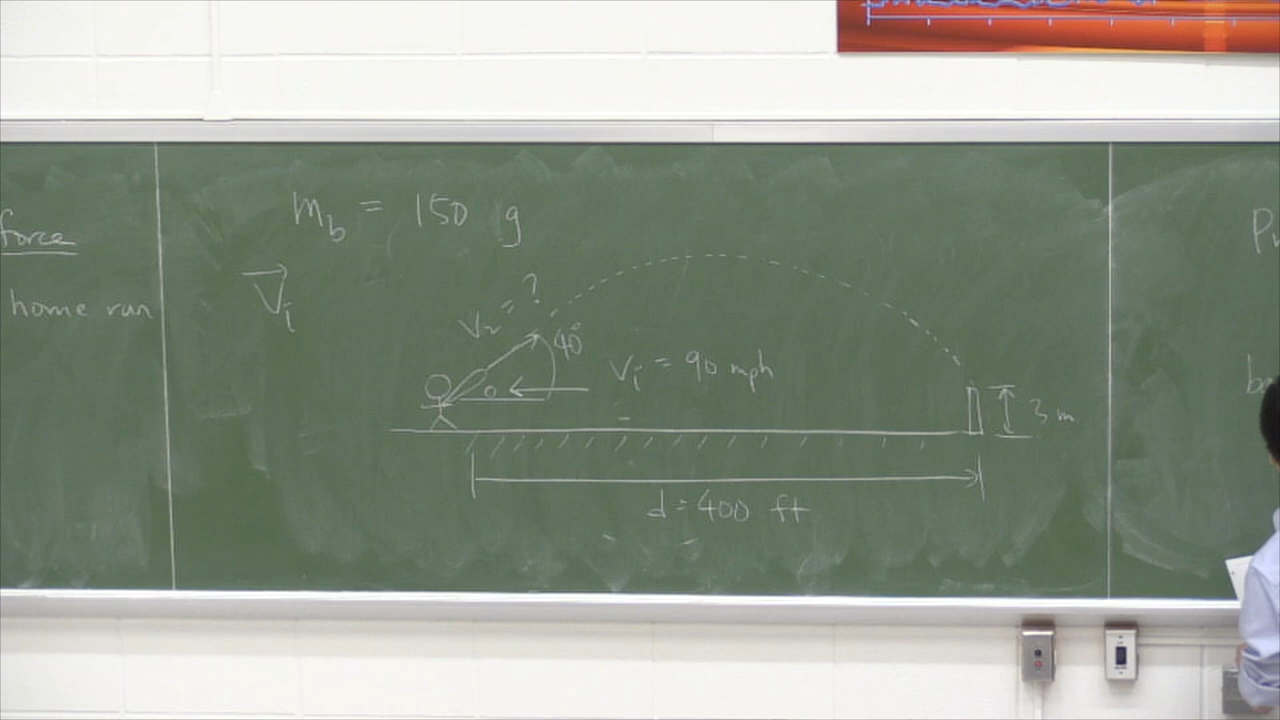 force
home run
m_b = 150 g
V⃗_i
V_2 = ?
40°
V_i = 90 mph
3 m
d = 400 ft